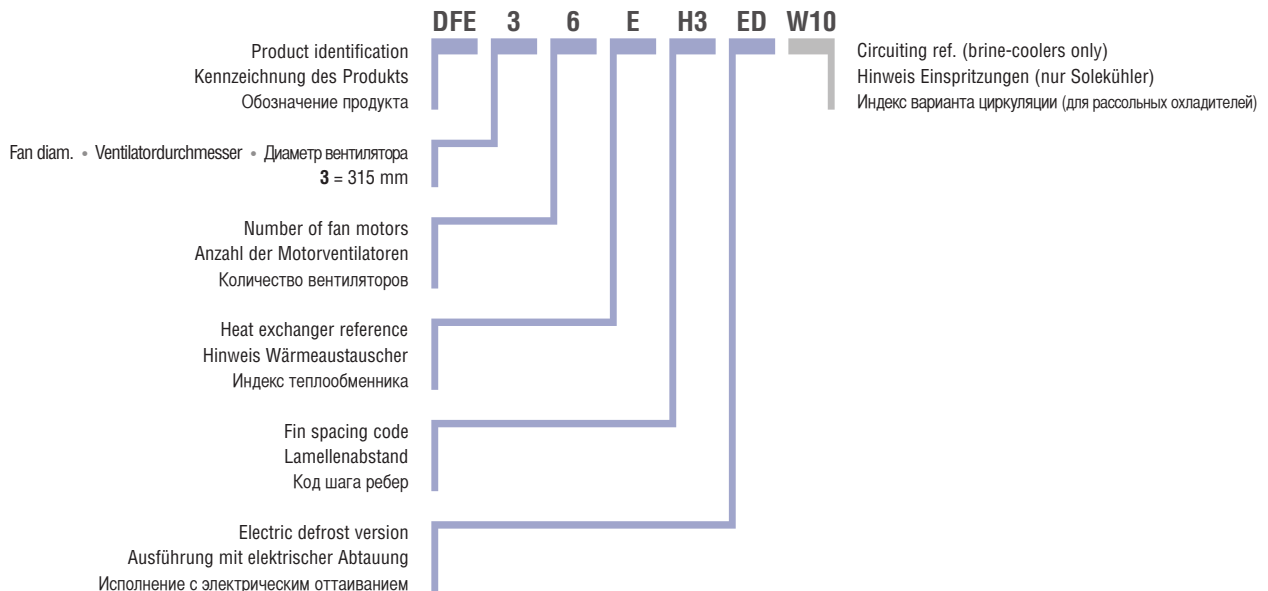 DFE 3 6 E H3 ED W10
Product identification
Kennzeichnung des Produkts
Обозначение продукта
Circuiting ref. (brine-coolers only)
Hinweis Einspritzungen (nur Solekühler)
Индекс варианта циркуляции (для рассольных охладителей)
Fan diam. • Ventilatordurchmesser • Диаметр вентилятора
3 = 315 mm
Number of fan motors
Anzahl der Motorventilatoren
Количество вентиляторов
Heat exchanger reference
Hinweis Wärmeaustauscher
Индекс теплообменника
Fin spacing code
Lamellenabstand
Код шага ребер
Electric defrost version
Ausführung mit elektrischer Abtauung
Исполнение с электрическим оттаиванием